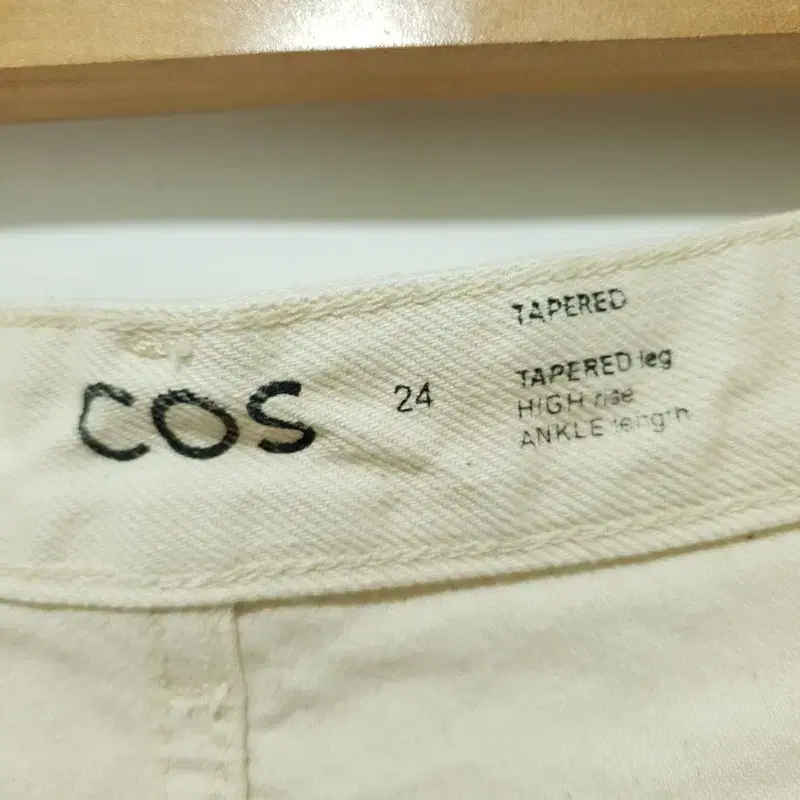 COS
24
TAPERED
TAPERED leg
HIGH rise
ANKLE length